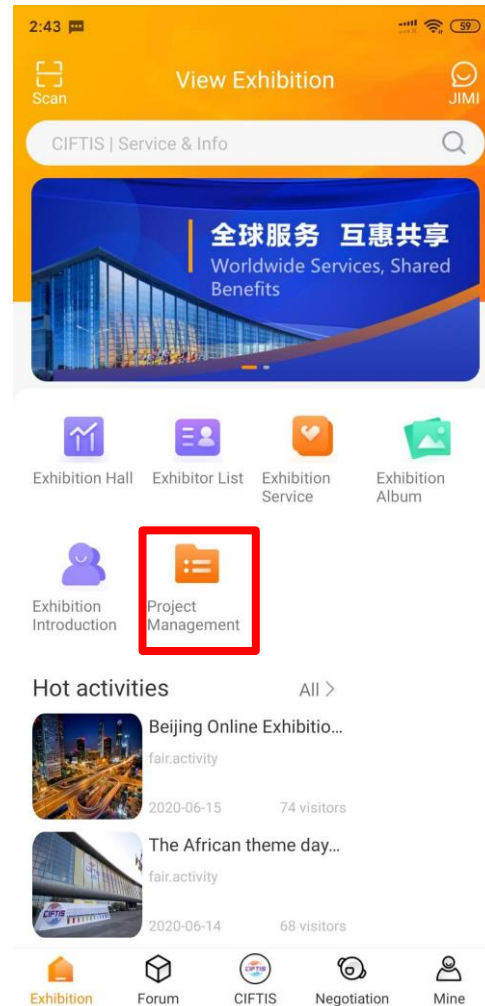 2:43
59
Scan
View Exhibition
JIMI
CIFTIS | Service & Info
全球服务 互惠共享
Worldwide Services, Shared
Benefits
Exhibition Hall
Exhibitor List
Exhibition
Service
Exhibition
Album
Exhibition
Introduction
Project
Management
Hot activities
All >
Beijing Online Exhibitio...
fair.activity
2020-06-15
74 visitors
The African theme day...
fair.activity
CIFTIS
2020-06-14
68 visitors
CIFTIS
Exhibition
Forum
CIFTIS
Negotiation
Mine